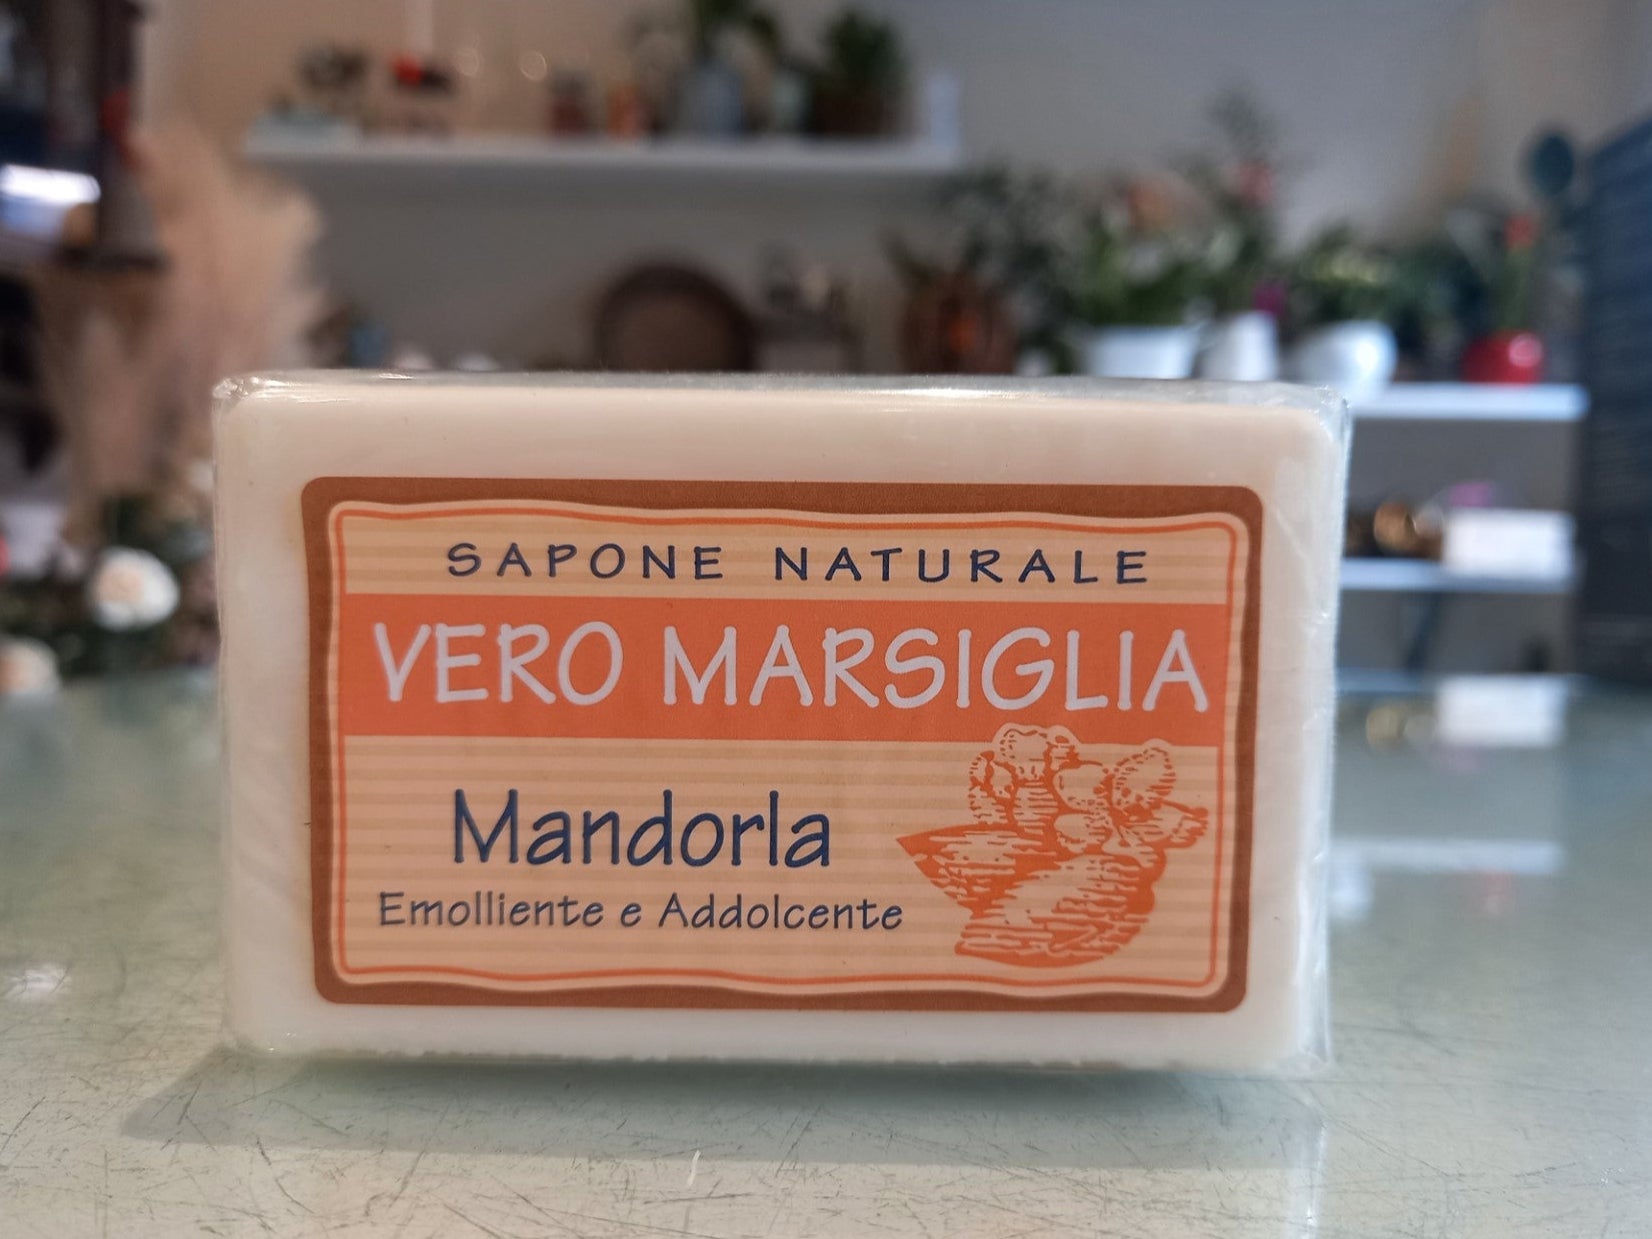 SAPONE NATURALE
VERO MARSIGLIA
Mandorla
Emolliente e Addolcente